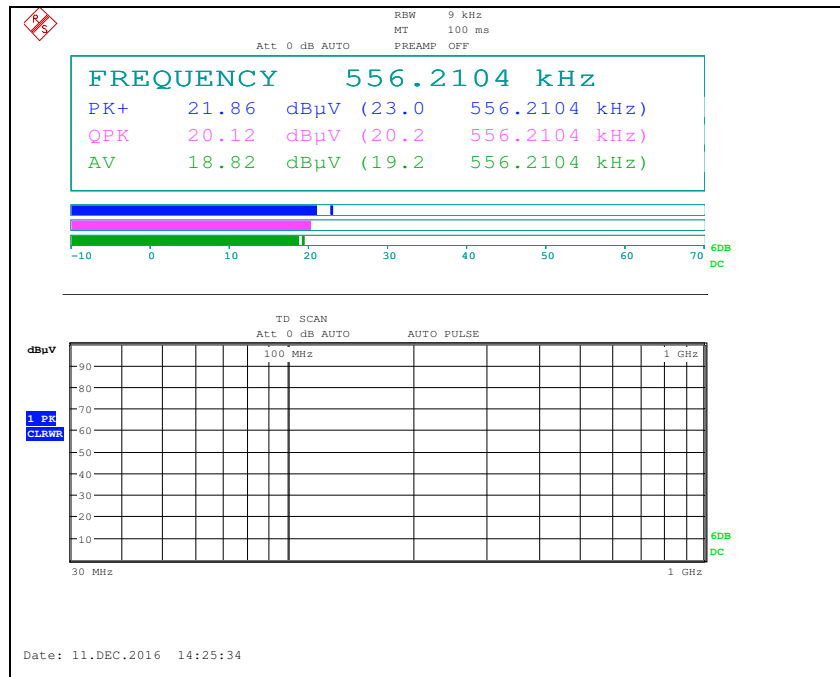 R S
RBW 9 kHz
MT 100 ms
Att 0 dB AUTO PREAMP OFF
FREQUENCY 556.2104 kHz
PK+ 21.86 dBµV (23.0 556.2104 kHz)
QPK 20.12 dBµV (20.2 556.2104 kHz)
AV 18.82 dBµV (19.2 556.2104 kHz)
-10 0 10 20 30 40 50 60 70
6DB
DC
TD SCAN
Att 0 dB AUTO AUTO PULSE
dBµV
100 MHz 1 GHz
90
80
70
1 PK
CLRWR
60
50
40
30
20
10
6DB
DC
30 MHz 1 GHz
Date: 11.DEC.2016 14:25:34